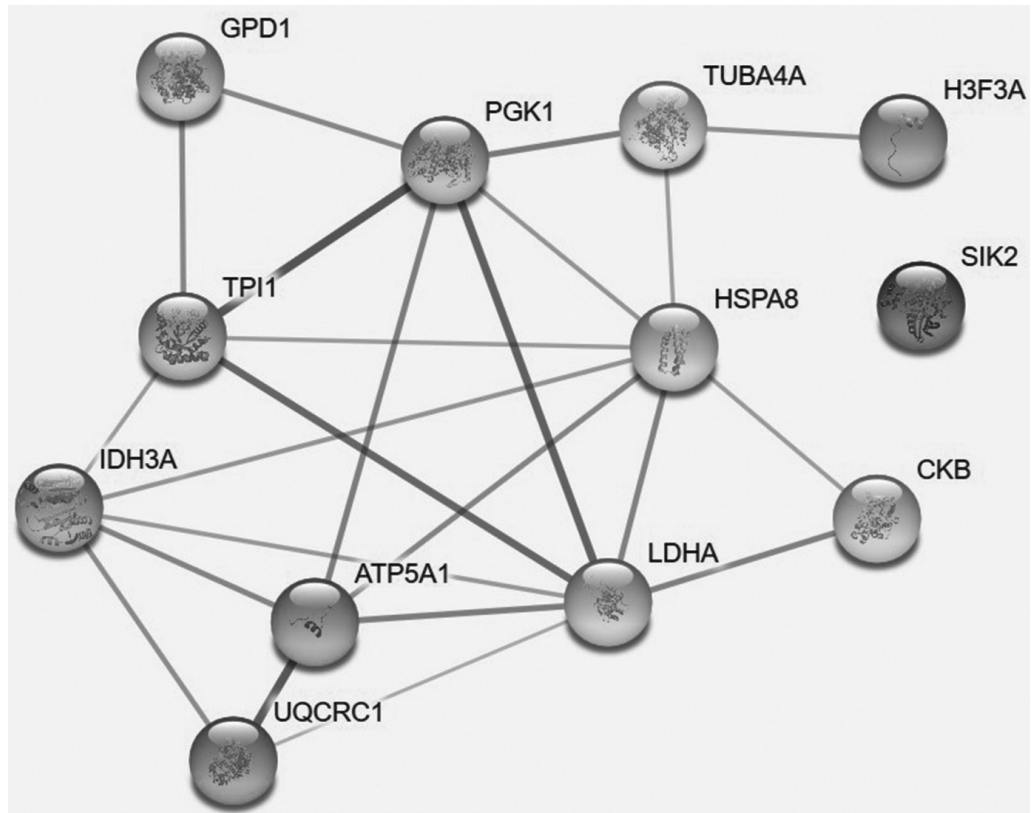 GPD1
TUBA4A
H3F3A
PGK1
SIK2
TPI1
HSPA8
IDH3A
CKB
LDHA
ATP5A1
UQCRC1